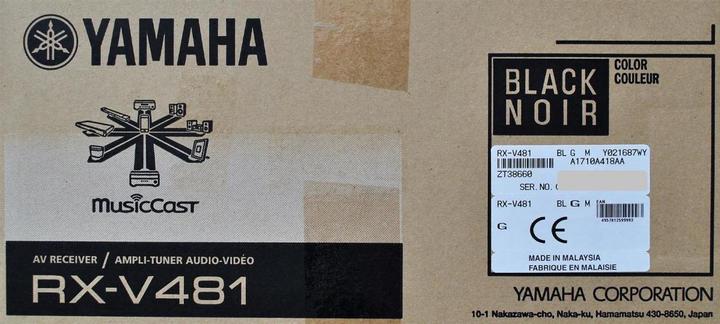 YAMAHA
MusicCast
AV RECEIVER / AMPLI-TUNER AUDIO-VIDÉO
RX-V481
BLACK
NOIR
COLOR
COULEUR
RX-V481 BL G M Y021687WY
A1710A418AA
ZT38660
SER. NO.
RX-V481 BL G M EAN
G CE
4957812599993
MADE IN MALAYSIA
FABRIQUE EN MALAISIE
YAMAHA CORPORATION
10-1 Nakazawa-cho, Naka-ku, Hamamatsu 430-8650, Japan